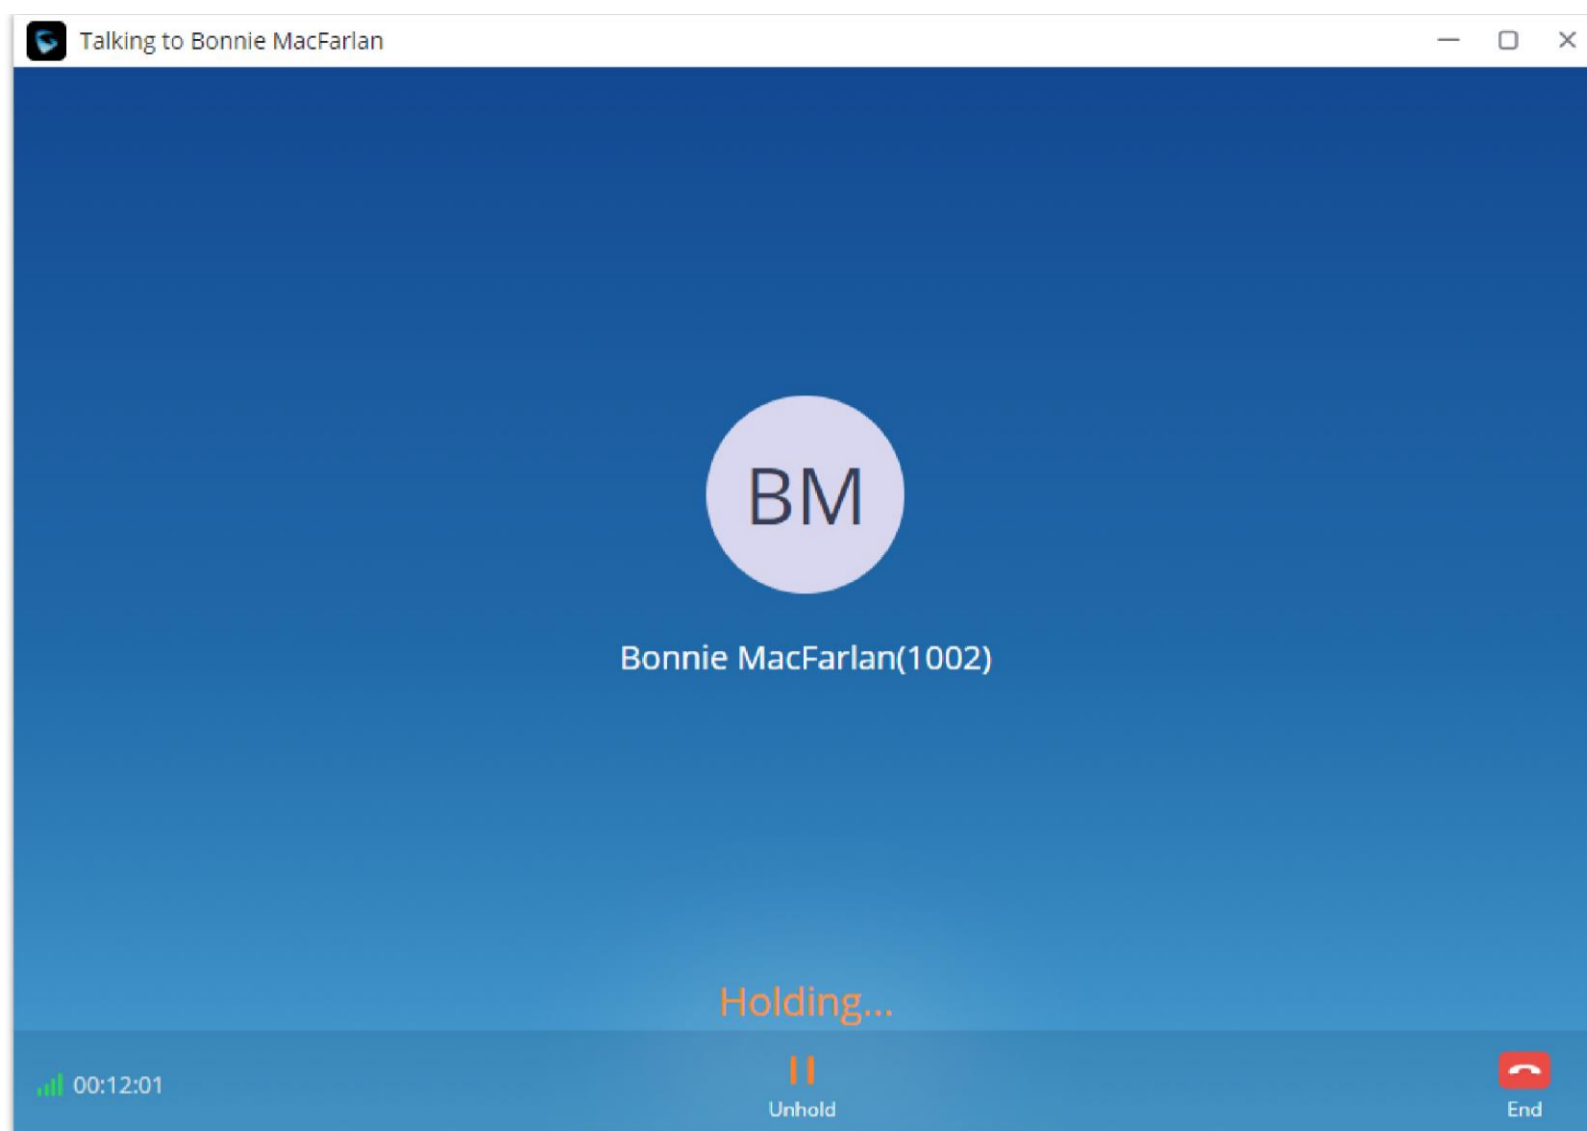 Talking to Bonnie MacFarlan
BM
Bonnie MacFarlan(1002)
Holding...
00:12:01
Unhold
End